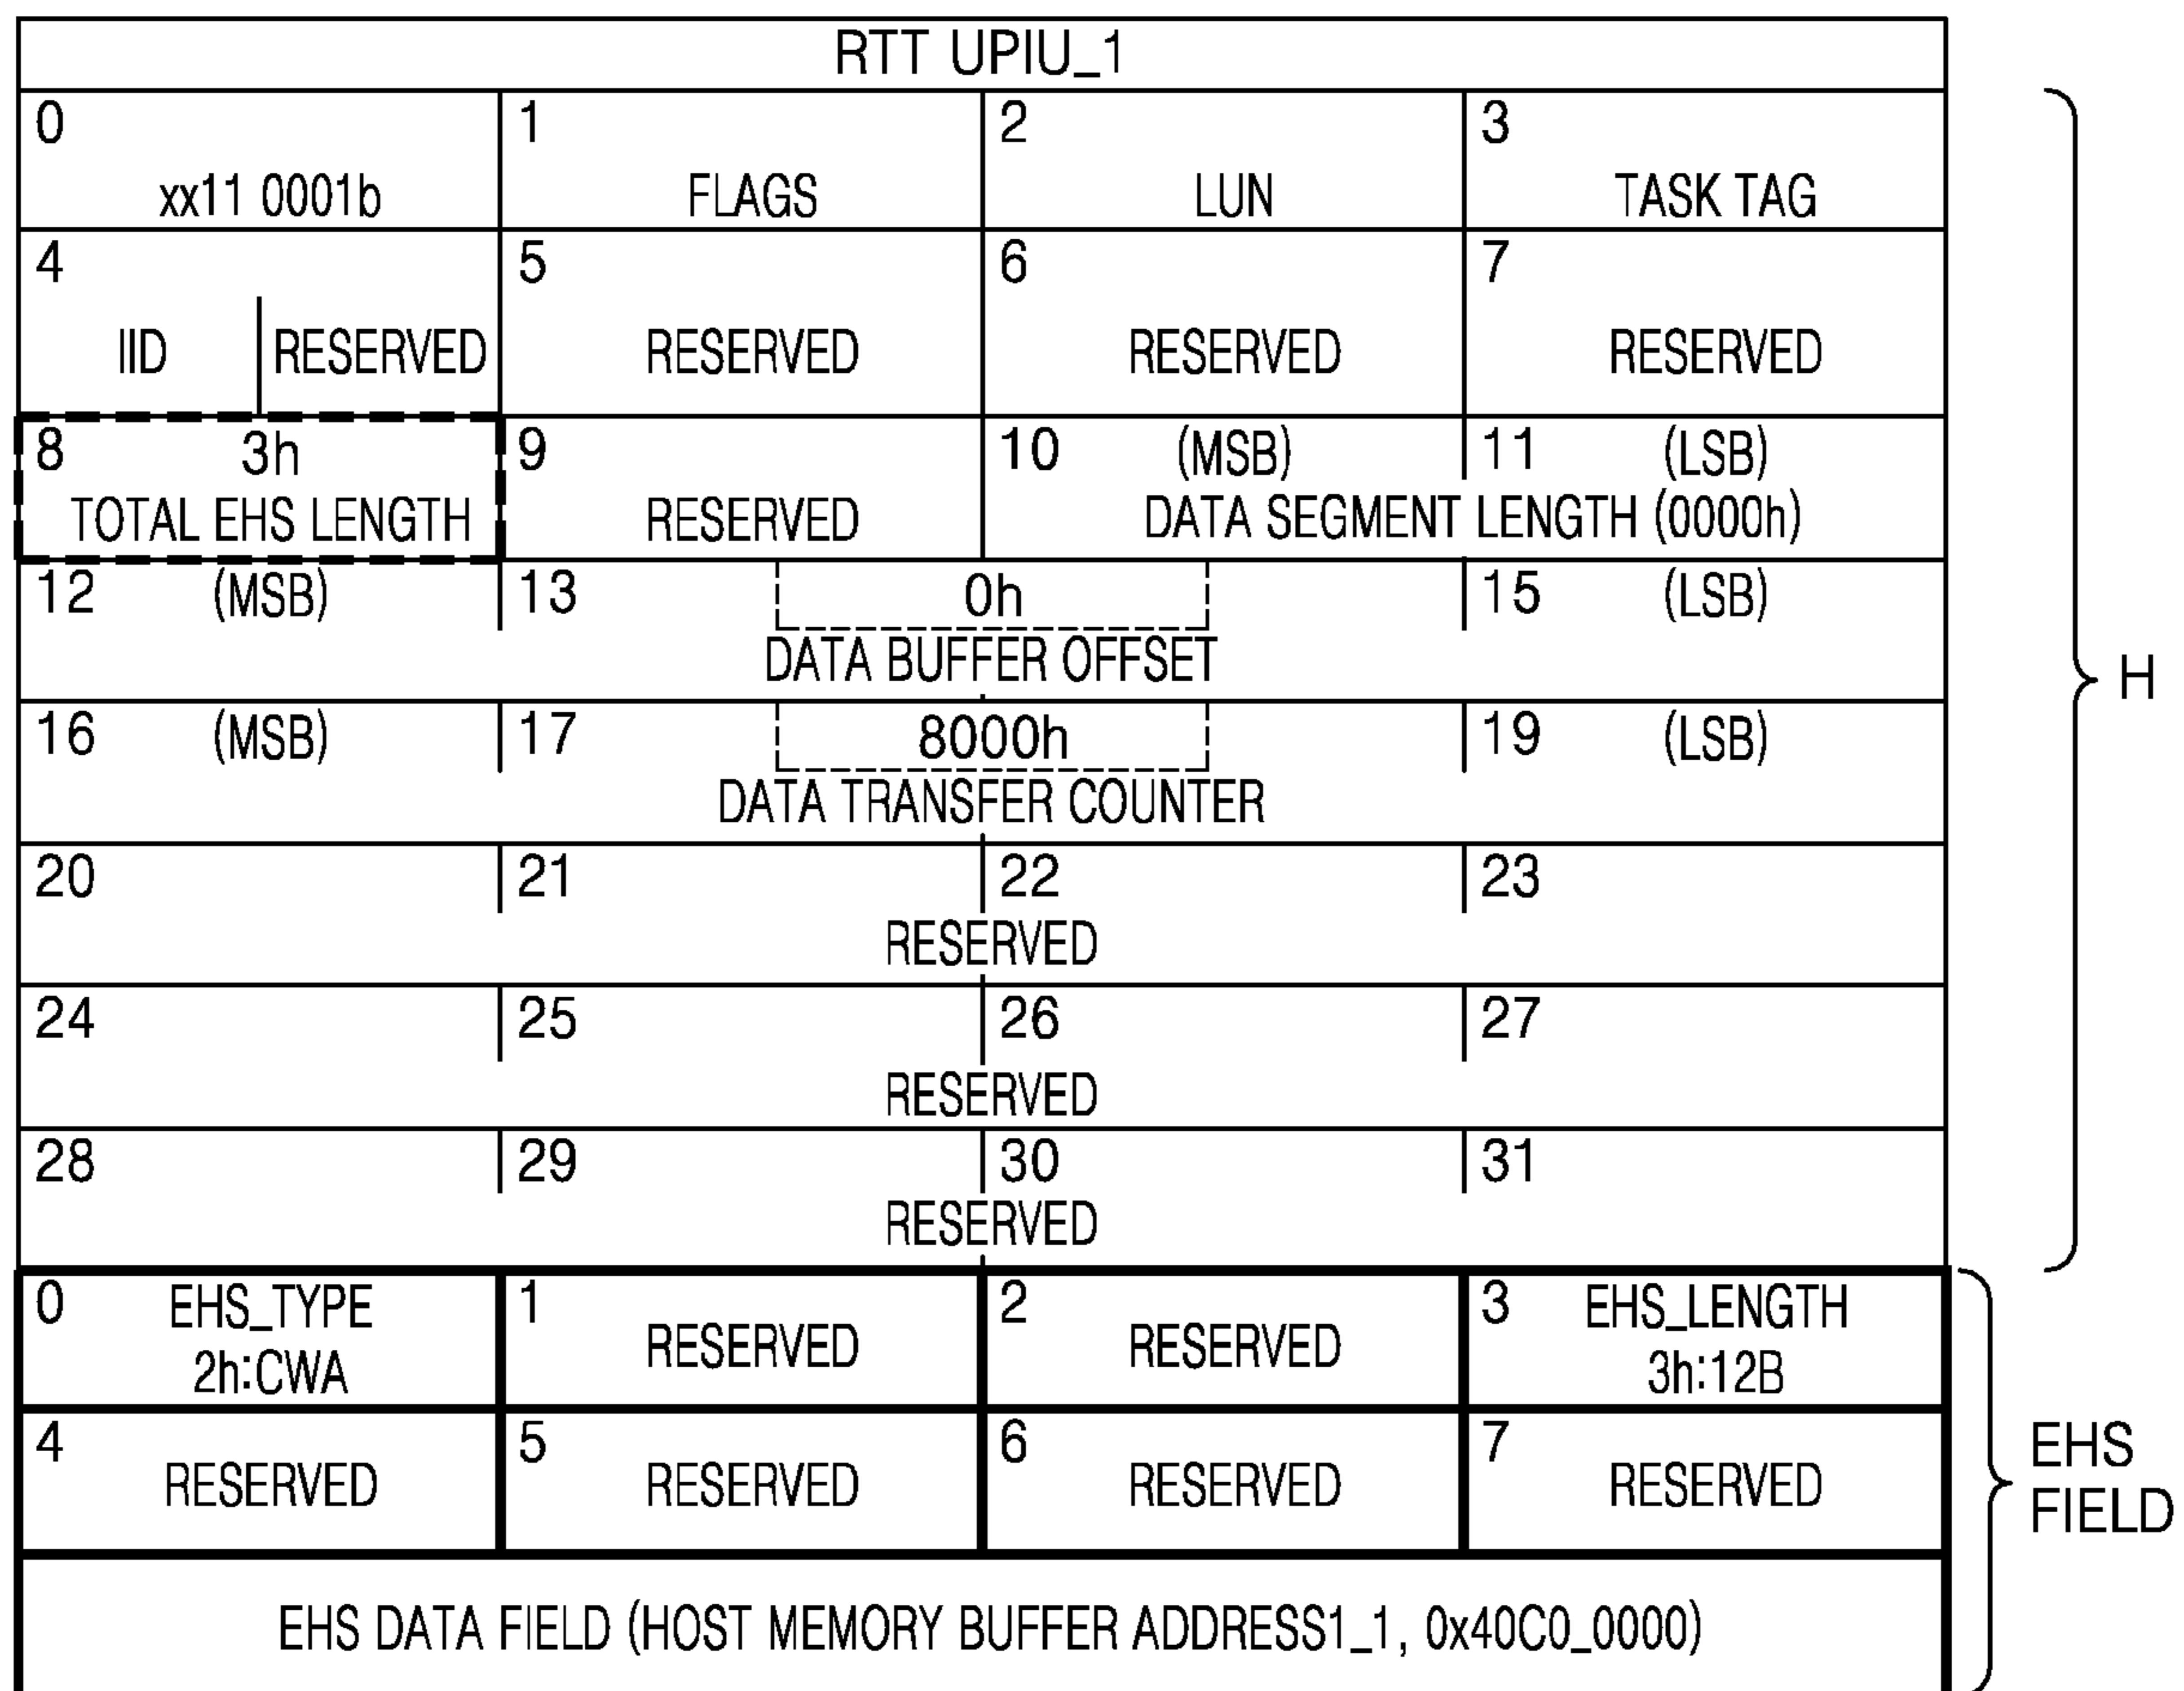 RTT UPIU_1
0 1 2 3
xx11 0001b FLAGS LUN TASK TAG
4 5 6 7
IID RESERVED RESERVED RESERVED RESERVED
8 3h 9 10 (MSB) 11 (LSB)
TOTAL EHS LENGTH RESERVED DATA SEGMENT LENGTH (0000h)
12 (MSB) 13 0h 15 (LSB)
DATA BUFFER OFFSET
16 (MSB) 17 8000h 19 (LSB)
DATA TRANSFER COUNTER
20 21 22 23
RESERVED
24 25 26 27
RESERVED
28 29 30 31
RESERVED
H
0 EHS_TYPE 1 2 3 EHS_LENGTH
2h:CWA RESERVED RESERVED 3h:12B
4 5 6 7
RESERVED RESERVED RESERVED RESERVED
EHS DATA FIELD (HOST MEMORY BUFFER ADDRESS1_1, 0x40C0_0000)
EHS
FIELD